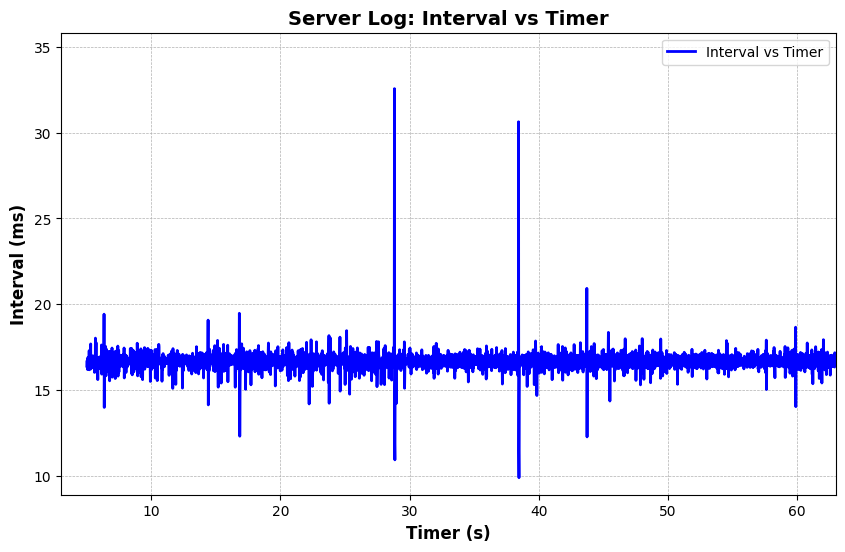 Server Log: Interval vs Timer
Interval vs Timer
35
30
25
20
15
10
Interval (ms)
10 20 30 40 50 60
Timer (s)